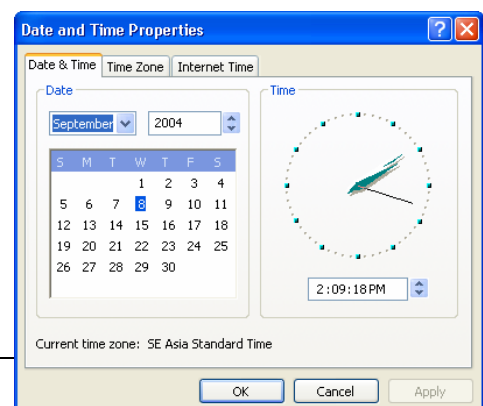 Date and Time Properties
Date & Time Time Zone Internet Time
Date
Time
September 2004
S M T W T F S
1 2 3 4
5 6 7 8 9 10 11
12 13 14 15 16 17 18
19 20 21 22 23 24 25
26 27 28 29 30
2:09:18 PM
Current time zone: SE Asia Standard Time
OK Cancel Apply